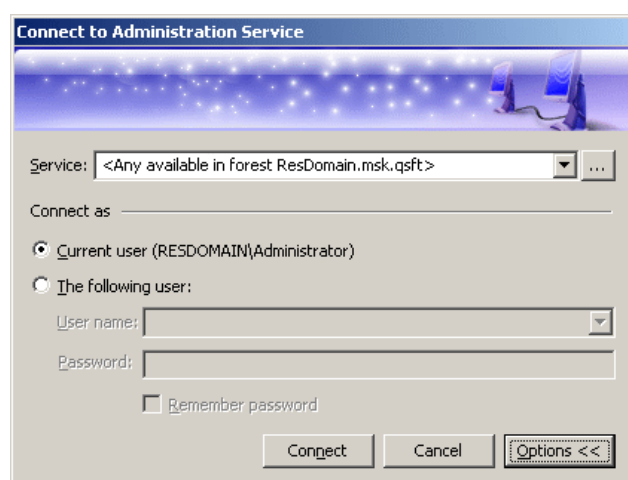 Connect to Administration Service
Service: <Any available in forest ResDomain.msk.qsft> ...
Connect as
Current user (RESDOMAIN\Administrator)
The following user:
User name:
Password:
Remember password
Connect Cancel Options <<